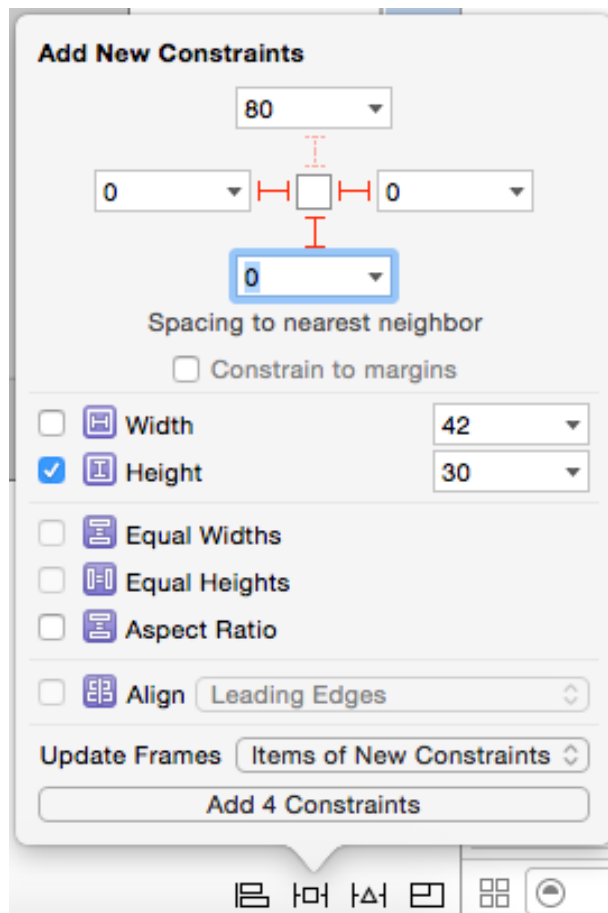 Add New Constraints
80
0 0
0
Spacing to nearest neighbor
Constrain to margins
Width 42
Height 30
Equal Widths
Equal Heights
Aspect Ratio
Align Leading Edges
Update Frames Items of New Constraints
Add 4 Constraints